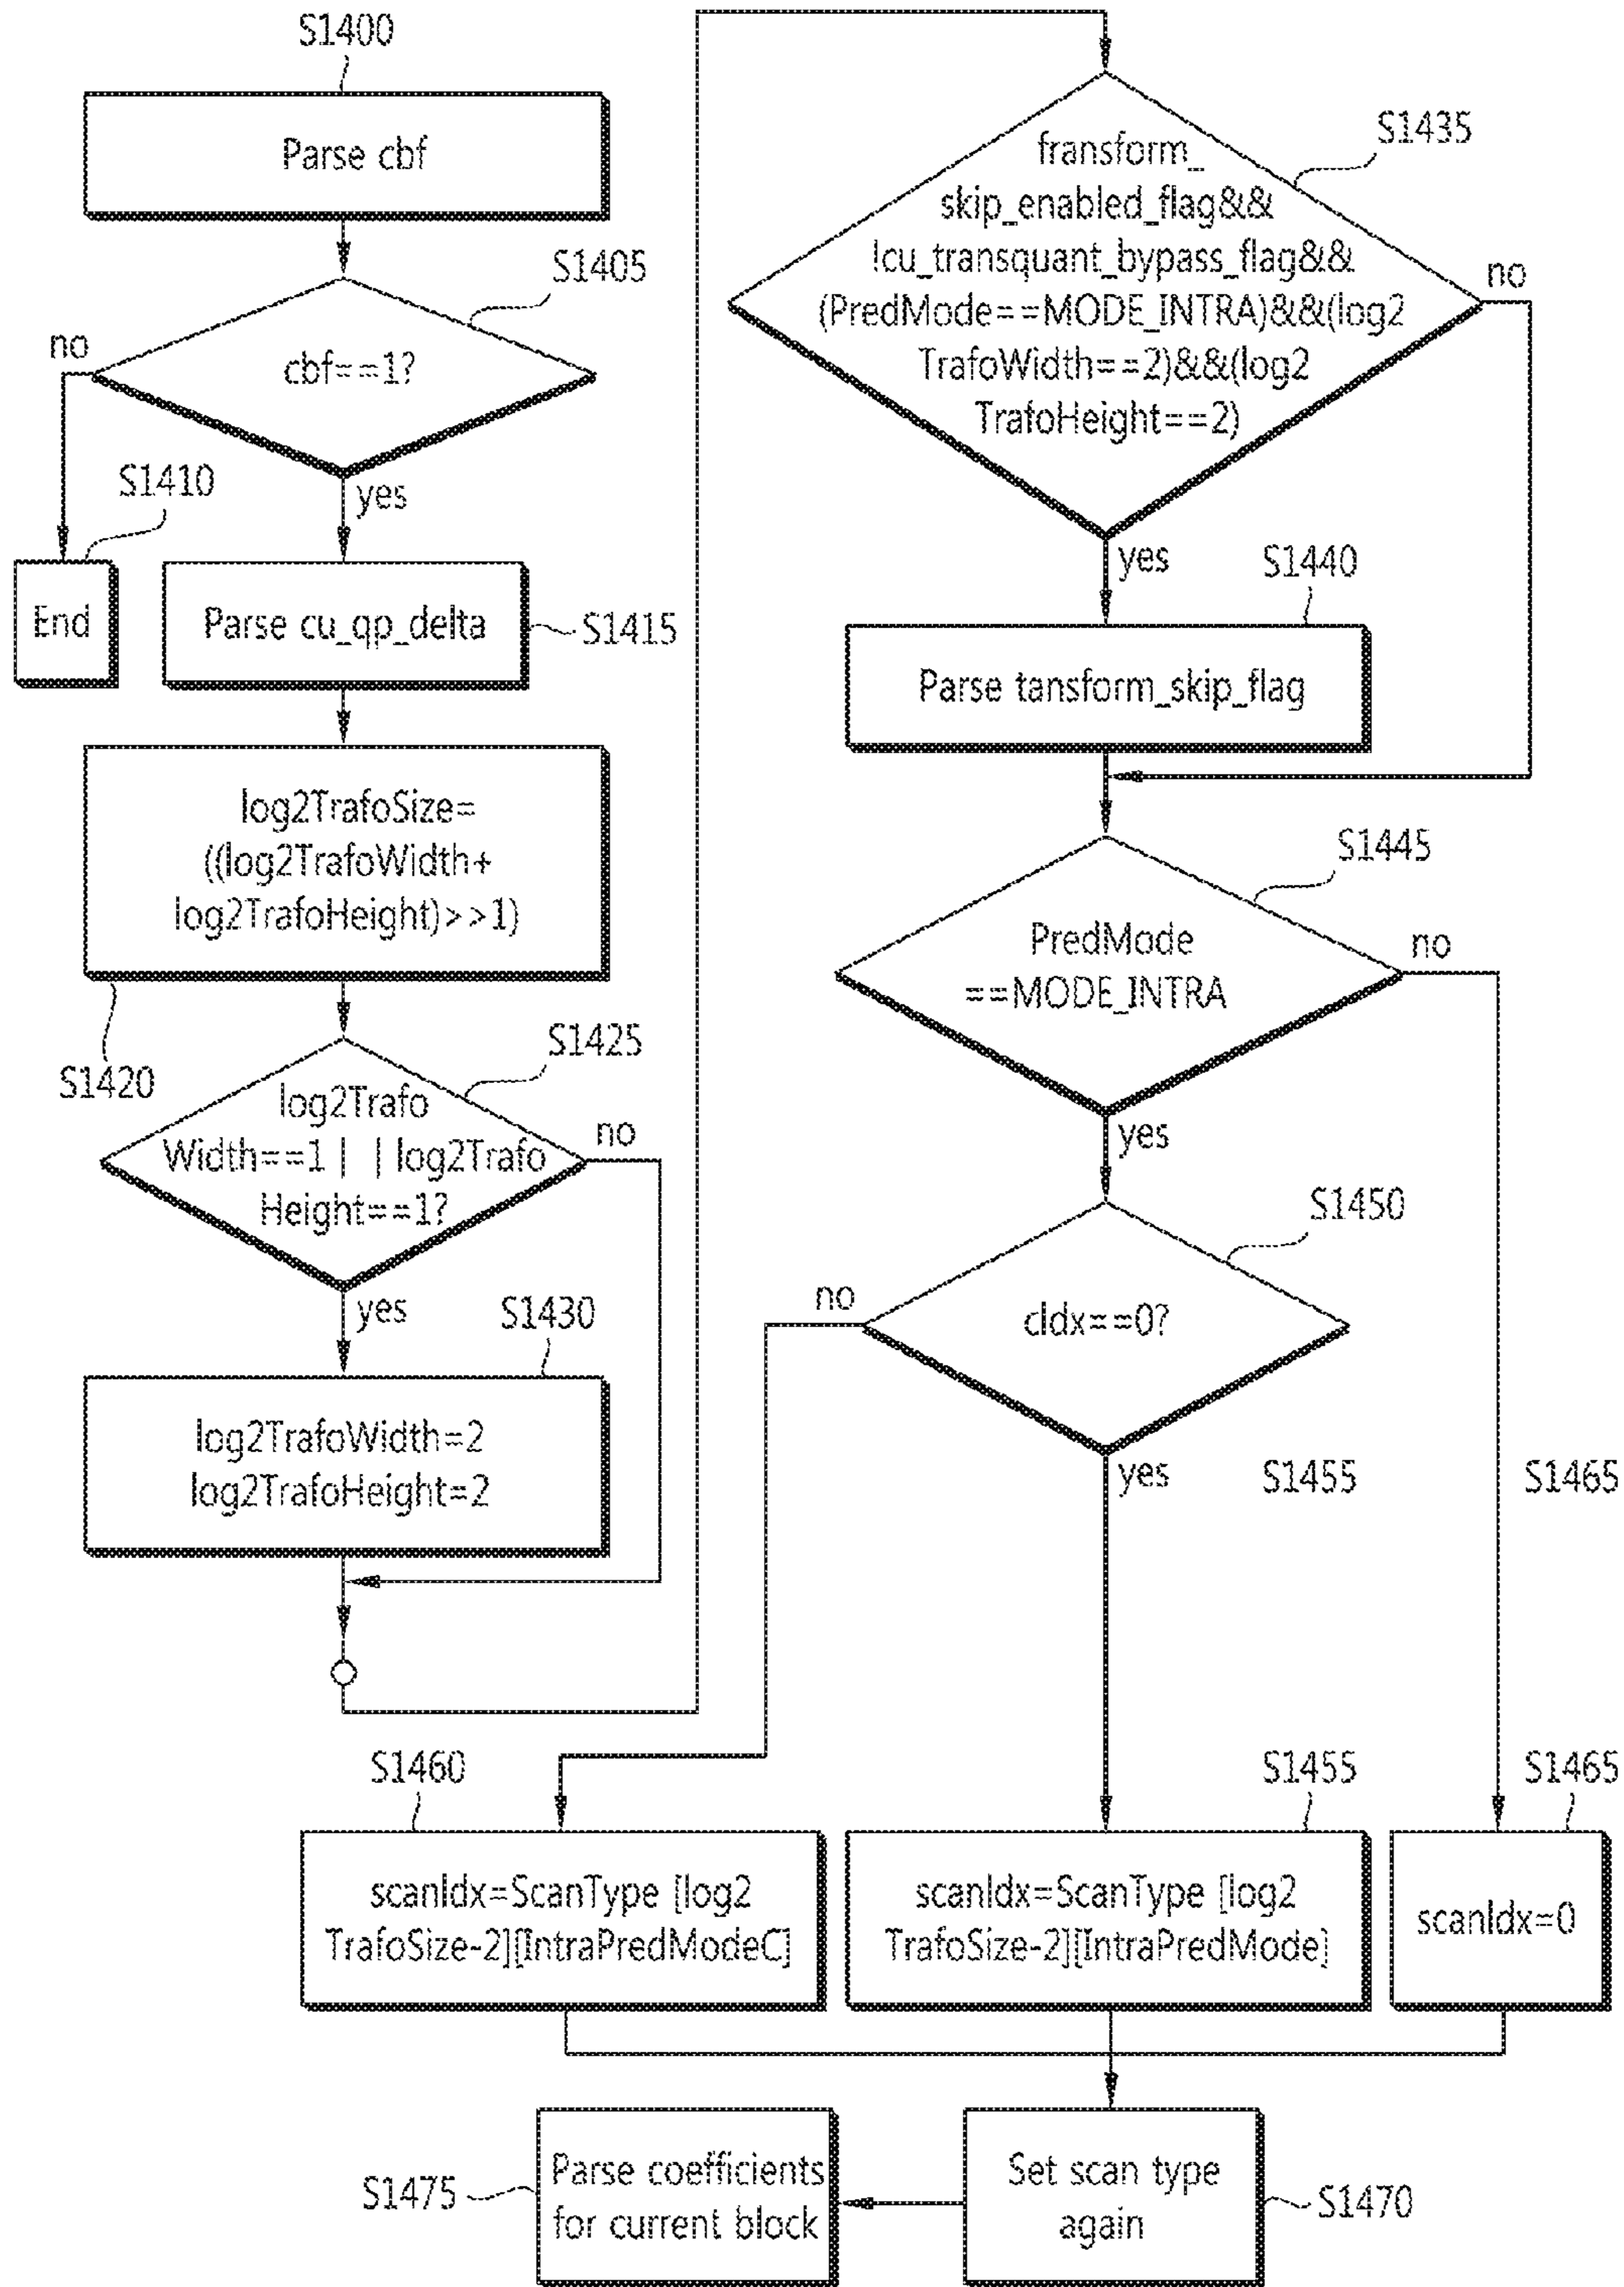 S1400
Parse cbf
S1405
no
cbf==1?
S1410
yes
End
Parse cu_qp_delta
S1415
log2TrafoSize=
((log2TrafoWidth+
log2TrafoHeight)>>1)
S1420
S1425
log2Trafo
Width==1 | | log2Trafo
Height==1?
no
yes
S1430
log2TrafoWidth=2
log2TrafoHeight=2
S1435
fransform_
skip_enabled_flag&&
!cu_transquant_bypass_flag&&
(PredMode==MODE_INTRA)&&(log2
TrafoWidth==2)&&(log2
TrafoHeight==2)
no
yes
S1440
Parse tansform_skip_flag
S1445
PredMode
==MODE_INTRA
no
yes
S1450
no
cIdx==0?
yes
S1455
S1465
S1460
scanIdx=ScanType [log2
TrafoSize-2][IntraPredModeC]
S1455
scanIdx=ScanType [log2
TrafoSize-2][IntraPredMode]
S1465
scanIdx=0
S1475
Parse coefficients
for current block
Set scan type
again
S1470